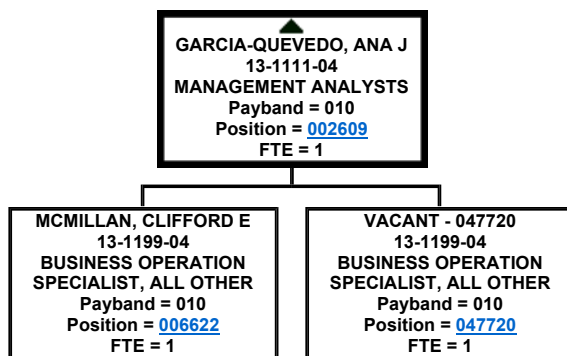 GARCIA-QUEVEDO, ANA J
13-1111-04
MANAGEMENT ANALYSTS
Payband = 010
Position = 002609
FTE = 1
MCMILLAN, CLIFFORD E
13-1199-04
BUSINESS OPERATION
SPECIALIST, ALL OTHER
Payband = 010
Position = 006622
FTE = 1
VACANT - 047720
13-1199-04
BUSINESS OPERATION
SPECIALIST, ALL OTHER
Payband = 010
Position = 047720
FTE = 1